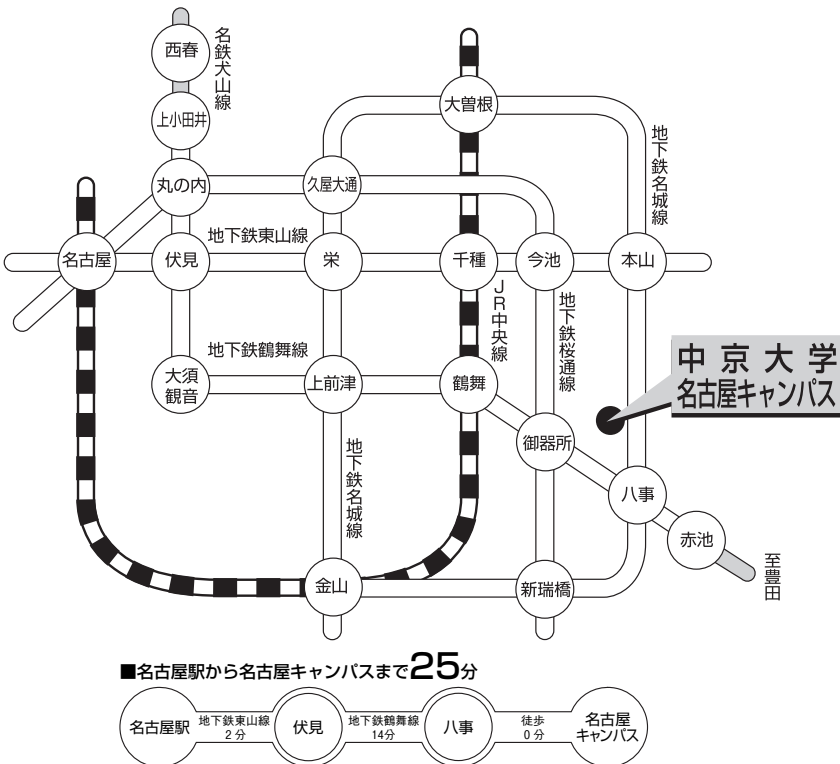 西春
名鉄犬山線
上小田井
大曽根
丸の内
久屋大通
地下鉄名城線
地下鉄東山線
名古屋
伏見
栄
千種
今池
本山
JR中央線
地下鉄桜通線
地下鉄鶴舞線
大須
観音
上前津
鶴舞
中京大学
名古屋キャンパス
御器所
地下鉄名城線
八事
赤池
至豊田
金山
新瑞橋
■名古屋駅から名古屋キャンパスまで25分
名古屋駅
地下鉄東山線
2分
伏見
地下鉄鶴舞線
14分
八事
徒歩
0分
名古屋
キャンパス